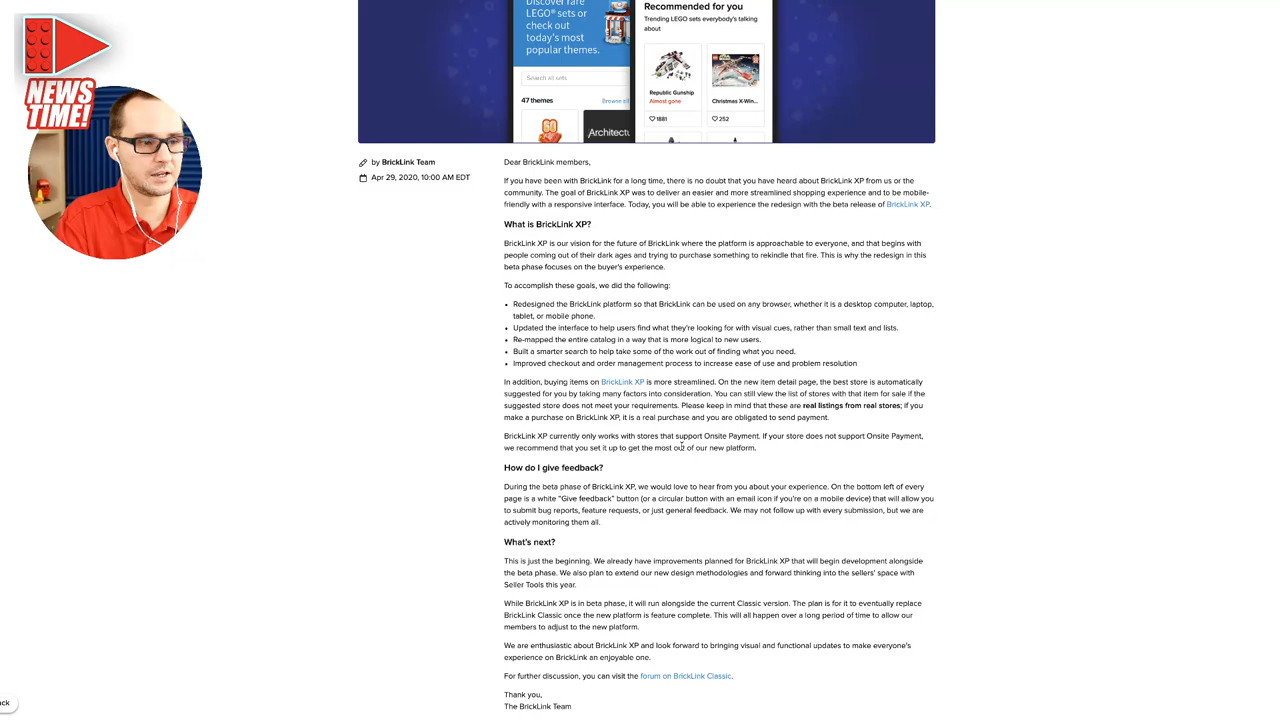 NEWS
TIME!
Discover rare
LEGO® sets or
check out
today's most
popular themes.
Search all sets
47 themes
Browse all
Architectu
Recommended for you
Trending LEGO sets everybody's talking
about
Republic Gunship
Almost gone
1881
Christmas X-Win...
252
by BrickLink Team
Apr 29, 2020, 10:00 AM EDT
Dear BrickLink members,
If you have been with BrickLink for a long time, there is no doubt that you have heard about BrickLink XP from us or the
community. The goal of BrickLink XP was to deliver an easier and more streamlined shopping experience and to be mobile-
friendly with a responsive interface. Today, you will be able to experience the redesign with the beta release of BrickLink XP.
What is BrickLink XP?
BrickLink XP is our vision for the future of BrickLink where the platform is approachable to everyone, and that begins with
people coming out of their dark ages and trying to purchase something to rekindle that fire. This is why the redesign in this
beta phase focuses on the buyer's experience.
To accomplish these goals, we did the following:
• Redesigned the BrickLink platform so that BrickLink can be used on any browser, whether it is a desktop computer, laptop,
tablet, or mobile phone.
• Updated the interface to help users find what they're looking for with visual cues, rather than small text and lists.
• Re-mapped the entire catalog in a way that is more logical to new users.
• Built a smarter search to help take some of the work out of finding what you need.
• Improved checkout and order management process to increase ease of use and problem resolution
In addition, buying items on BrickLink XP is more streamlined. On the new item detail page, the best store is automatically
suggested for you by taking many factors into consideration. You can still view the list of stores with that item for sale if the
suggested store does not meet your requirements. Please keep in mind that these are real listings from real stores; if you
make a purchase on BrickLink XP, it is a real purchase and you are obligated to send payment.
BrickLink XP currently only works with stores that support Onsite Payment. If your store does not support Onsite Payment,
we recommend that you set it up to get the most out of our new platform.
How do I give feedback?
During the beta phase of BrickLink XP, we would love to hear from you about your experience. On the bottom left of every
page is a white "Give feedback" button (or a circular button with an email icon if you're on a mobile device) that will allow you
to submit bug reports, feature requests, or just general feedback. We may not follow up with every submission, but we are
actively monitoring them all.
What's next?
This is just the beginning. We already have improvements planned for BrickLink XP that will begin development alongside
the beta phase. We also plan to extend our new design methodologies and forward thinking into the sellers' space with
Seller Tools this year.
While BrickLink XP is in beta phase, it will run alongside the current Classic version. The plan is for it to eventually replace
BrickLink Classic once the new platform is feature complete. This will all happen over a long period of time to allow our
members to adjust to the new platform.
We are enthusiastic about BrickLink XP and look forward to bringing visual and functional updates to make everyone's
experience on BrickLink an enjoyable one.
For further discussion, you can visit the forum on BrickLink Classic.
Thank you,
The BrickLink Team
ack